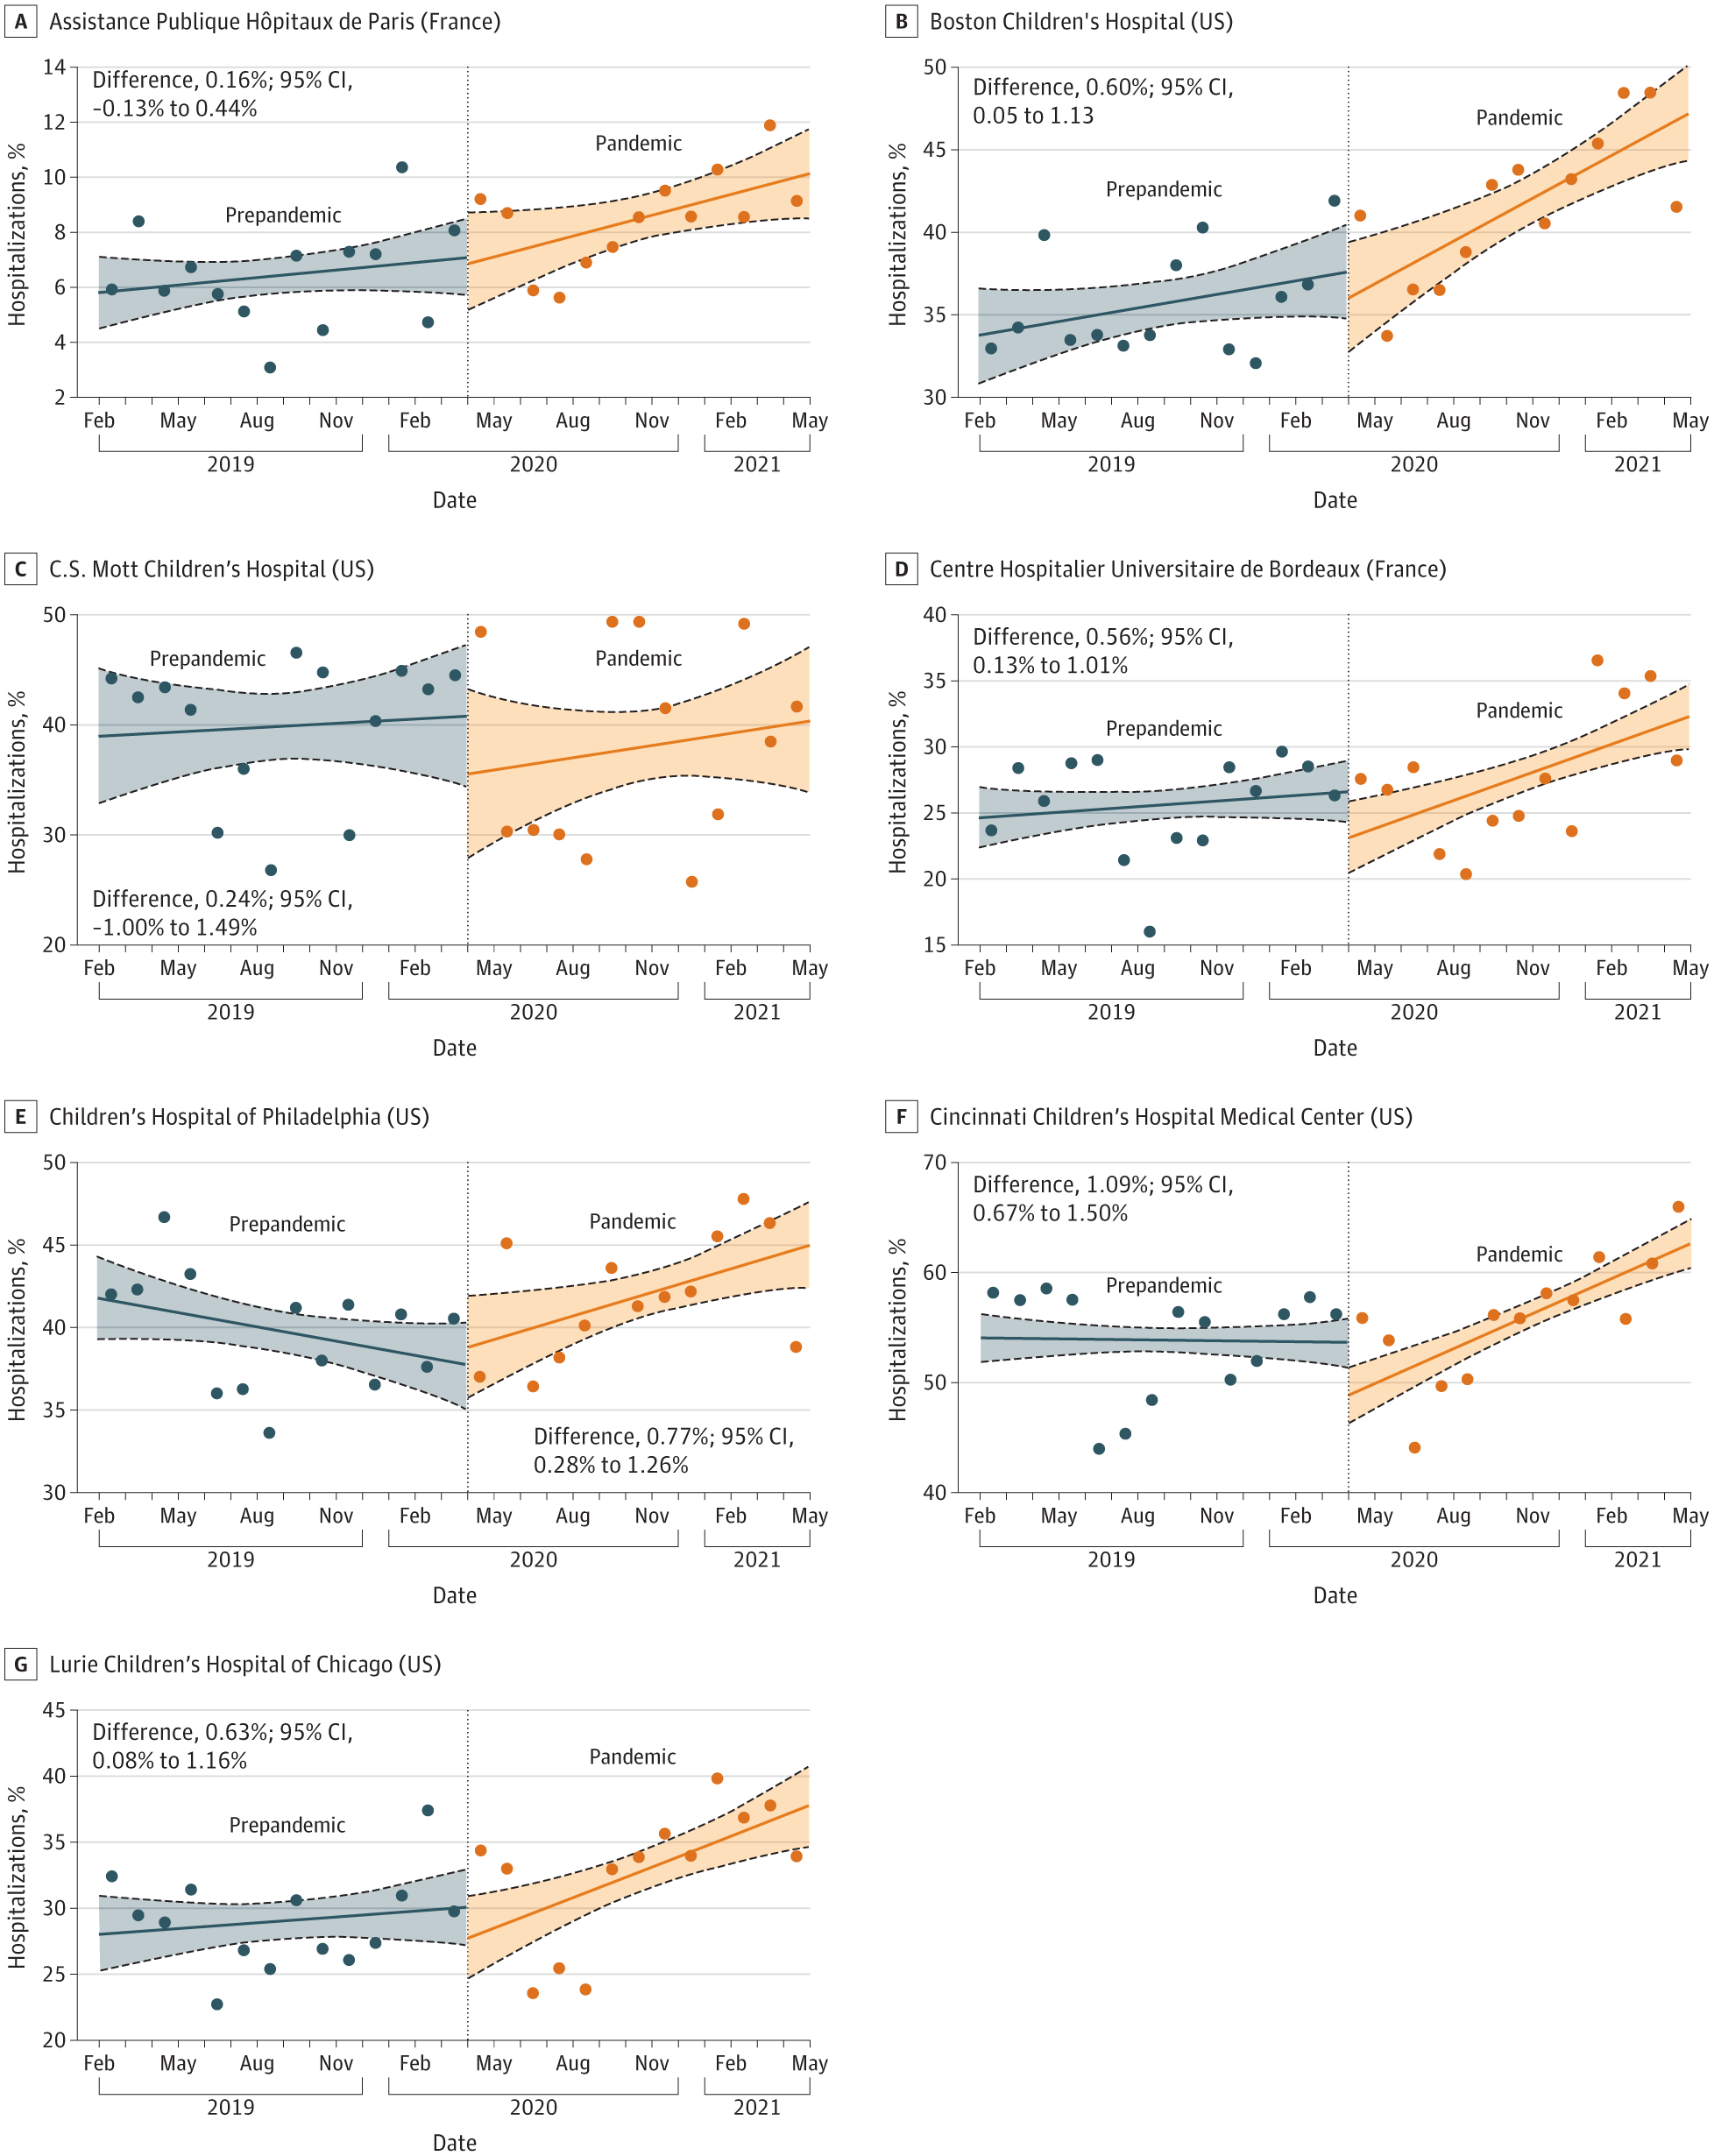 A Assistance Publique Hôpitaux de Paris (France)
Difference, 0.16%; 95% CI,
–0.13% to 0.44%
Prepandemic
Pandemic
Hospitalizations, %
14
12
10
8
6
4
2
Feb May Aug Nov Feb May Aug Nov Feb May
2019 2020 2021
Date
B Boston Children's Hospital (US)
Difference, 0.60%; 95% CI,
0.05 to 1.13
Prepandemic
Pandemic
Hospitalizations, %
50
45
40
35
30
Feb May Aug Nov Feb May Aug Nov Feb May
2019 2020 2021
Date
C C.S. Mott Children’s Hospital (US)
Prepandemic
Pandemic
Difference, 0.24%; 95% CI,
–1.00% to 1.49%
Hospitalizations, %
50
40
30
20
Feb May Aug Nov Feb May Aug Nov Feb May
2019 2020 2021
Date
D Centre Hospitalier Universitaire de Bordeaux (France)
Difference, 0.56%; 95% CI,
0.13% to 1.01%
Prepandemic
Pandemic
Hospitalizations, %
40
35
30
25
20
15
Feb May Aug Nov Feb May Aug Nov Feb May
2019 2020 2021
Date
E Children’s Hospital of Philadelphia (US)
Prepandemic
Pandemic
Difference, 0.77%; 95% CI,
0.28% to 1.26%
Hospitalizations, %
50
45
40
35
30
Feb May Aug Nov Feb May Aug Nov Feb May
2019 2020 2021
Date
F Cincinnati Children’s Hospital Medical Center (US)
Difference, 1.09%; 95% CI,
0.67% to 1.50%
Prepandemic
Pandemic
Hospitalizations, %
70
60
50
40
Feb May Aug Nov Feb May Aug Nov Feb May
2019 2020 2021
Date
G Lurie Children’s Hospital of Chicago (US)
Difference, 0.63%; 95% CI,
0.08% to 1.16%
Prepandemic
Pandemic
Hospitalizations, %
45
40
35
30
25
20
Feb May Aug Nov Feb May Aug Nov Feb May
2019 2020 2021
Date